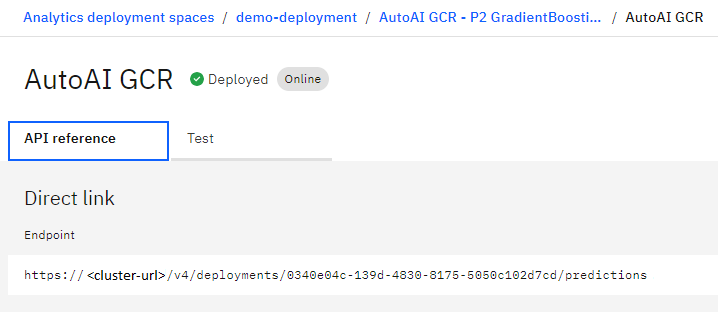 Analytics deployment spaces / demo-deployment / AutoAI GCR - P2 GradientBoosti... / AutoAI GCR
AutoAI GCR Deployed Online
API reference Test
Direct link
Endpoint
https:// <cluster-url>/v4/deployments/0340e04c-139d-4830-8175-5050c102d7cd/predictions